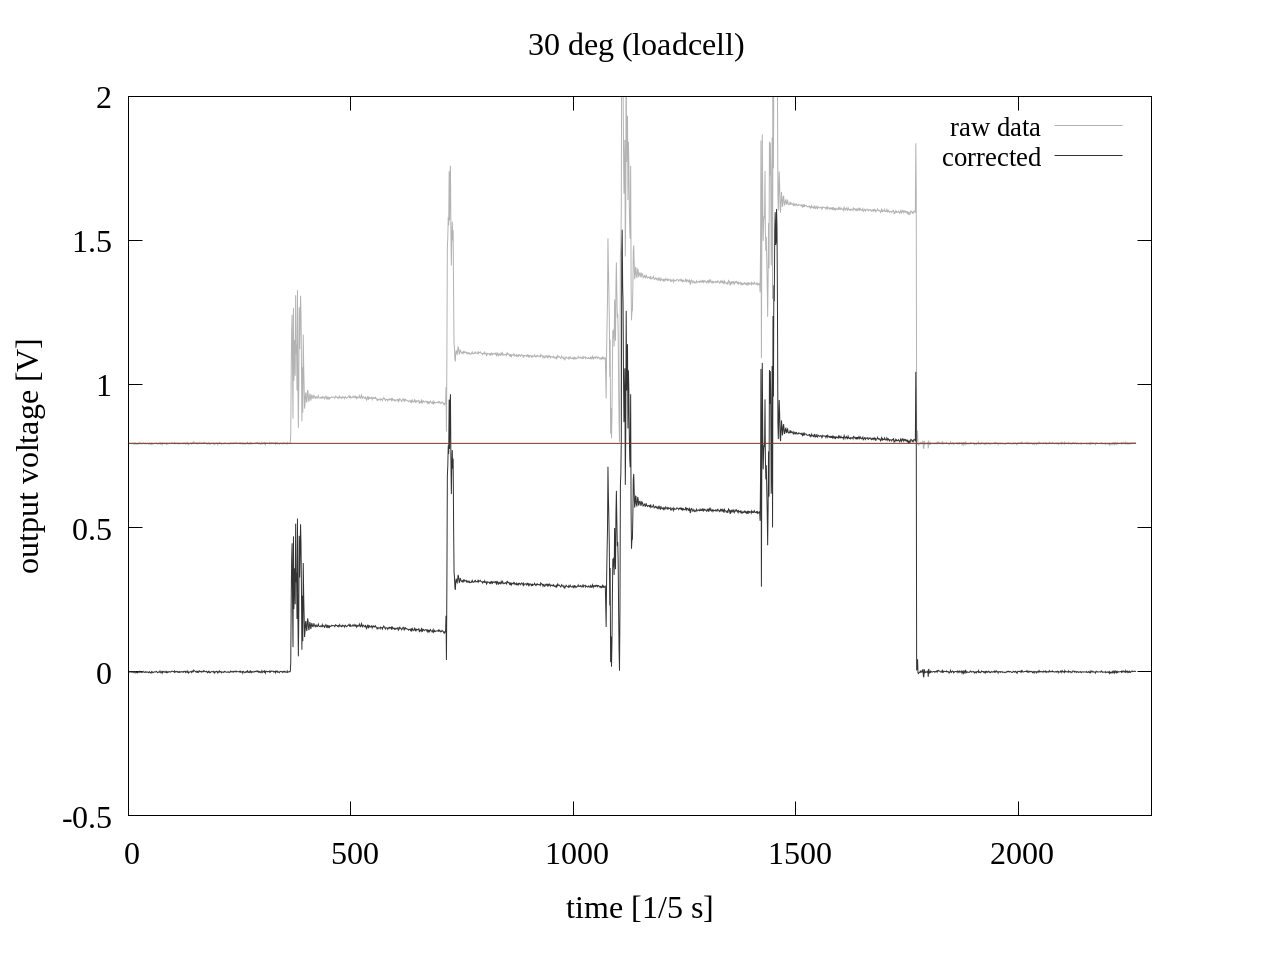 30 deg (loadcell)
raw data
corrected
output voltage [V]
2
1.5
1
0.5
0
-0.5
0 500 1000 1500 2000
time [1/5 s]